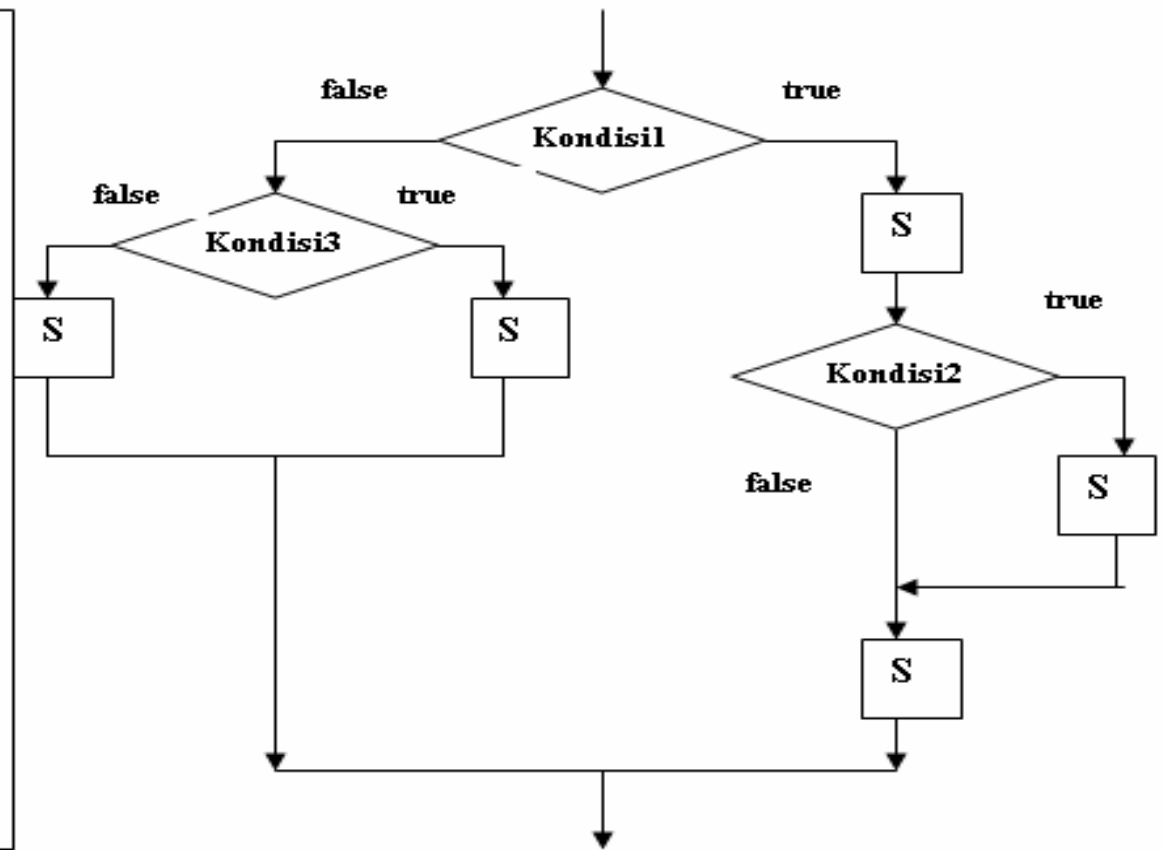 false true
Kondisi1
false true
S
Kondisi3
true
S S
Kondisi2
false
S
S